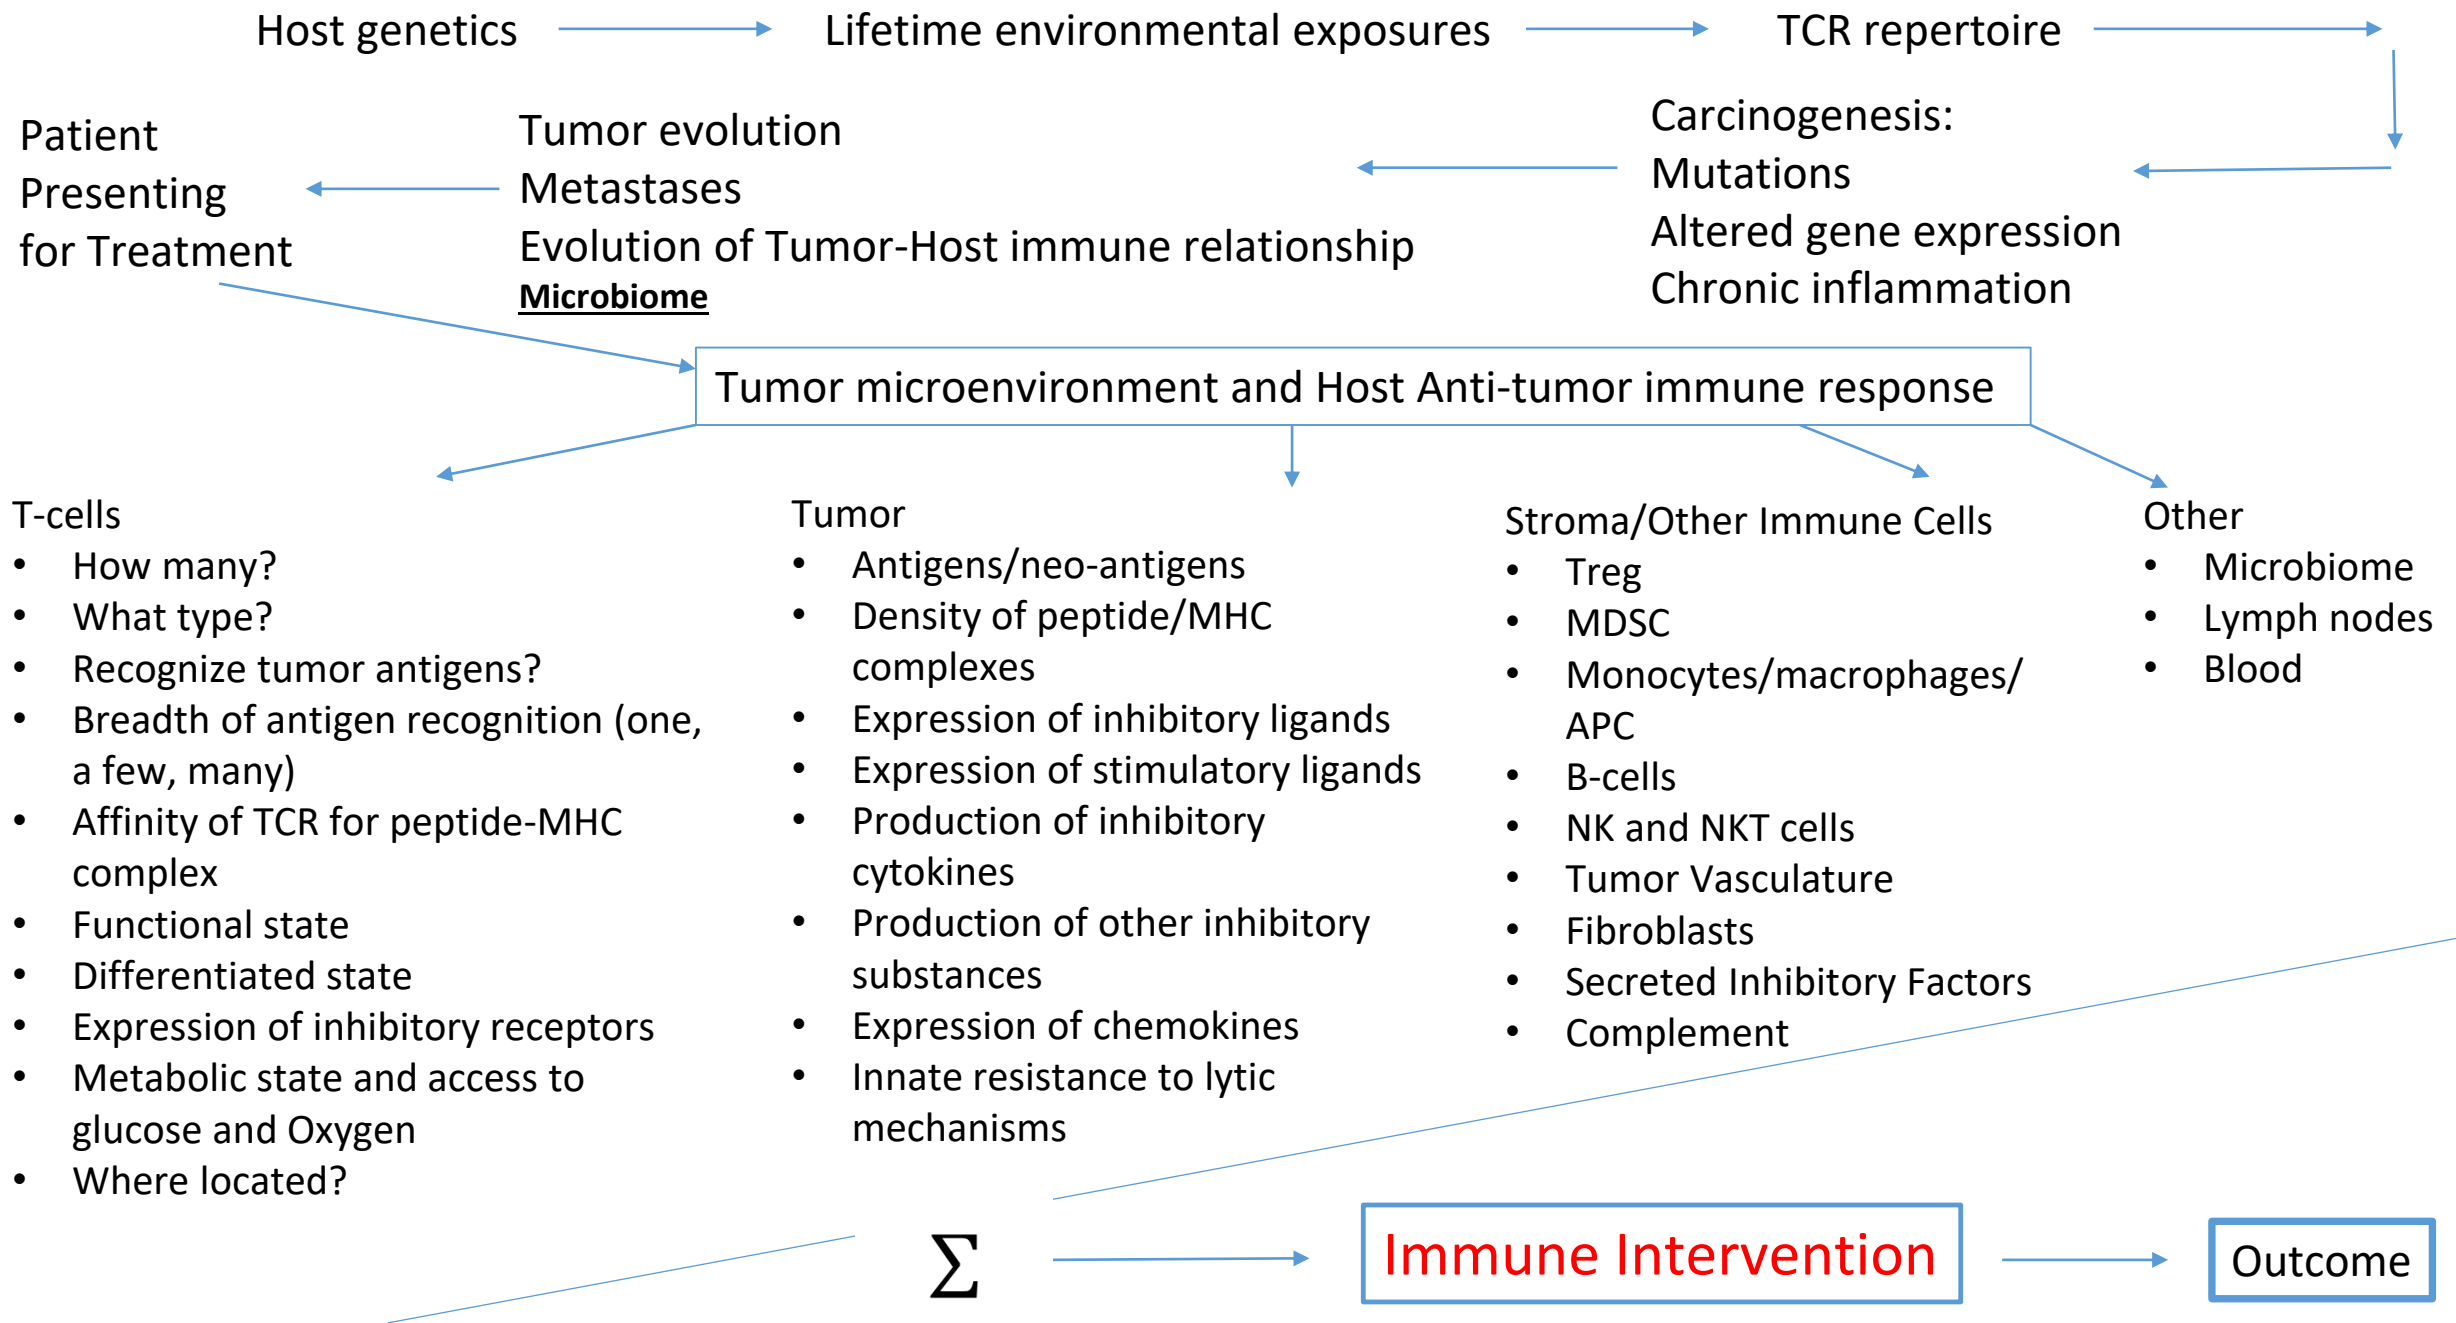 Host genetics
Lifetime environmental exposures
TCR repertoire
Patient
Presenting
for Treatment
Tumor evolution
Metastases
Evolution of Tumor-Host immune relationship
Microbiome
Carcinogenesis:
Mutations
Altered gene expression
Chronic inflammation
Tumor microenvironment and Host Anti-tumor immune response
T-cells
• How many?
• What type?
• Recognize tumor antigens?
• Breadth of antigen recognition (one,
a few, many)
• Affinity of TCR for peptide-MHC
complex
• Functional state
• Differentiated state
• Expression of inhibitory receptors
• Metabolic state and access to
glucose and Oxygen
• Where located?
Tumor
• Antigens/neo-antigens
• Density of peptide/MHC
complexes
• Expression of inhibitory ligands
• Expression of stimulatory ligands
• Production of inhibitory
cytokines
• Production of other inhibitory
substances
• Expression of chemokines
• Innate resistance to lytic
mechanisms
Stroma/Other Immune Cells
• Treg
• MDSC
• Monocytes/macrophages/
APC
• B-cells
• NK and NKT cells
• Tumor Vasculature
• Fibroblasts
• Secreted Inhibitory Factors
• Complement
Other
• Microbiome
• Lymph nodes
• Blood
Σ
Immune Intervention
Outcome